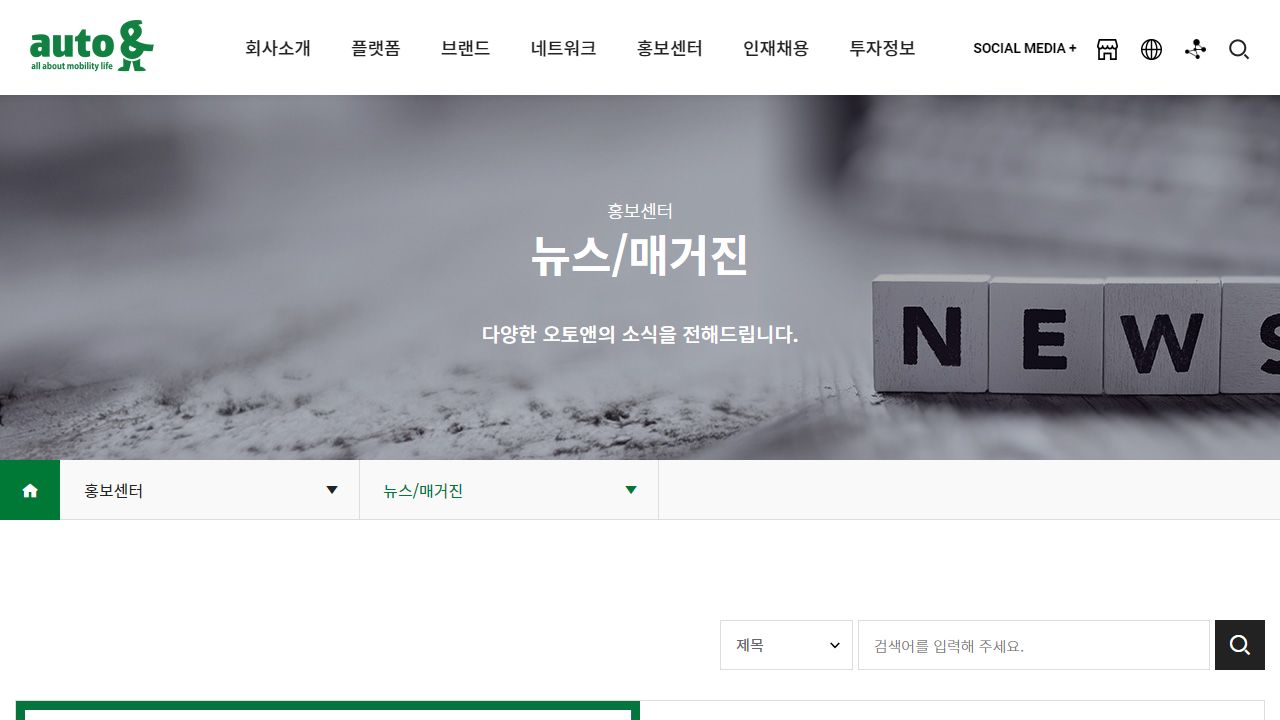 auto&
all about mobility life
회사소개 플랫폼 브랜드 네트워크 홍보센터 인재채용 투자정보 SOCIAL MEDIA +
홍보센터
뉴스/매거진
다양한 오토앤의 소식을 전해드립니다.
NEWS
홍보센터 뉴스/매거진
제목 검색어를 입력해 주세요.